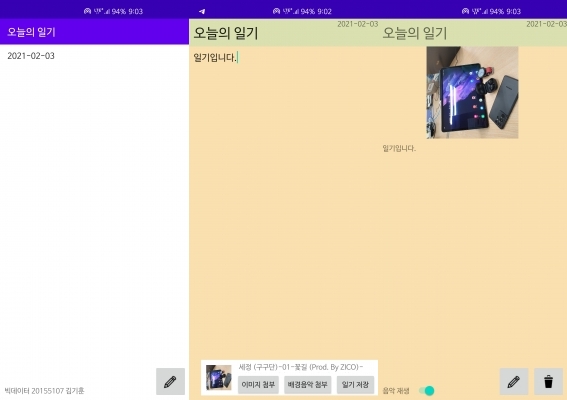 94% 9:03
오늘의 일기
2021-02-03
빅데이터 20155107 김기훈
94% 9:02
2021-02-03
오늘의 일기
일기입니다.
세정 (구구단)-01-꽃길 (Prod. By ZICO)-
이미지 첨부
배경음악 첨부
일기 저장
94% 9:03
2021-02-03
오늘의 일기
일기입니다.
음악 재생